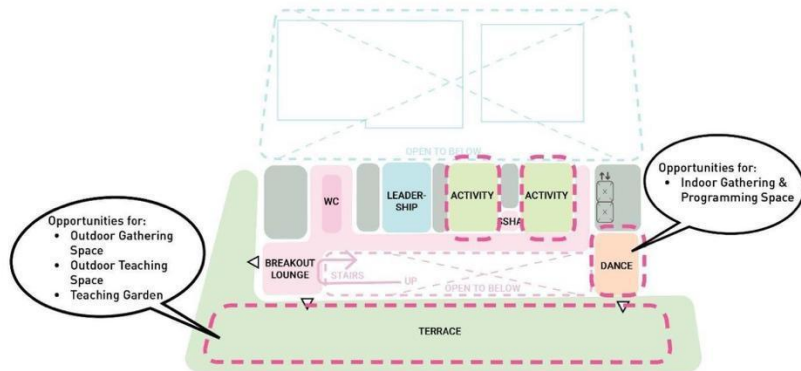 OPEN TO BELOW
Opportunities for:
• Indoor Gathering &
Programming Space
WC
LEADER-
SHIP
ACTIVITY
ACTIVITY
SSHA
Opportunities for:
• Outdoor Gathering
Space
• Outdoor Teaching
Space
• Teaching Garden
BREAKOUT
LOUNGE
STAIRS
UP
OPEN TO BELOW
DANCE
TERRACE